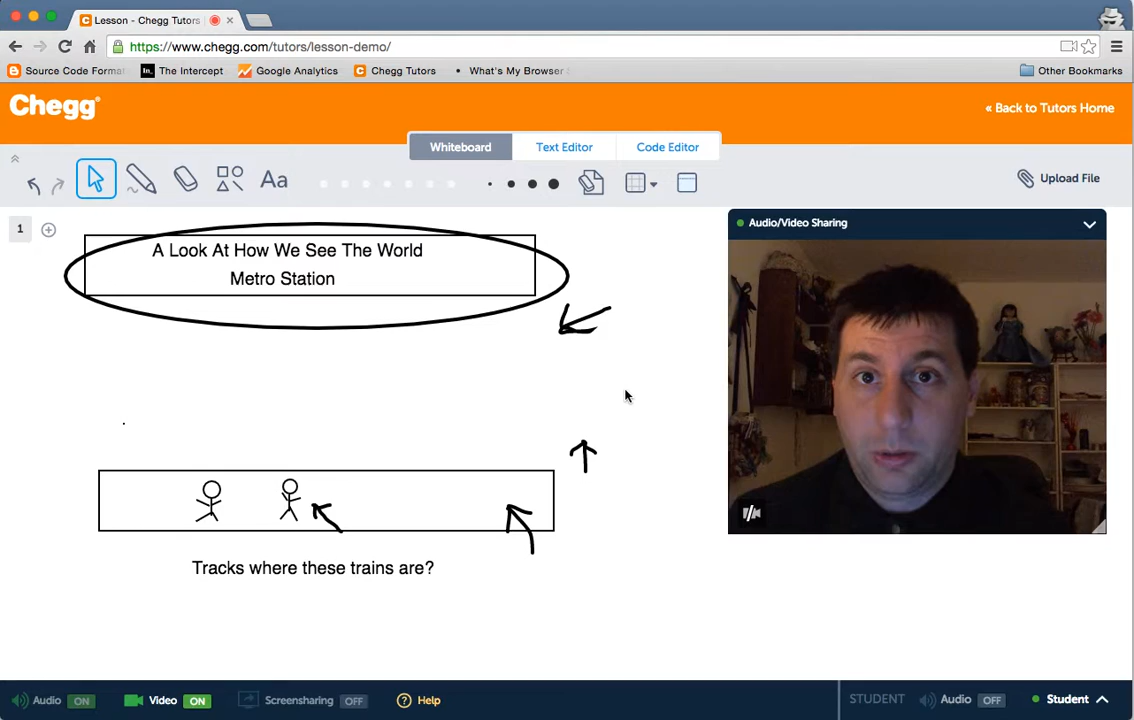 Lesson - Chegg Tutors
https://www.chegg.com/tutors/lesson-demo/
Source Code Format
In_ The Intercept
Google Analytics
C Chegg Tutors
What's My Browser
Other Bookmarks
Chegg
« Back to Tutors Home
Whiteboard
Text Editor
Code Editor
Aa
Upload File
1
A Look At How We See The World
Metro Station
Audio/Video Sharing
Tracks where these trains are?
Audio ON
Video ON
Screensharing OFF
? Help
STUDENT
Audio OFF
Student